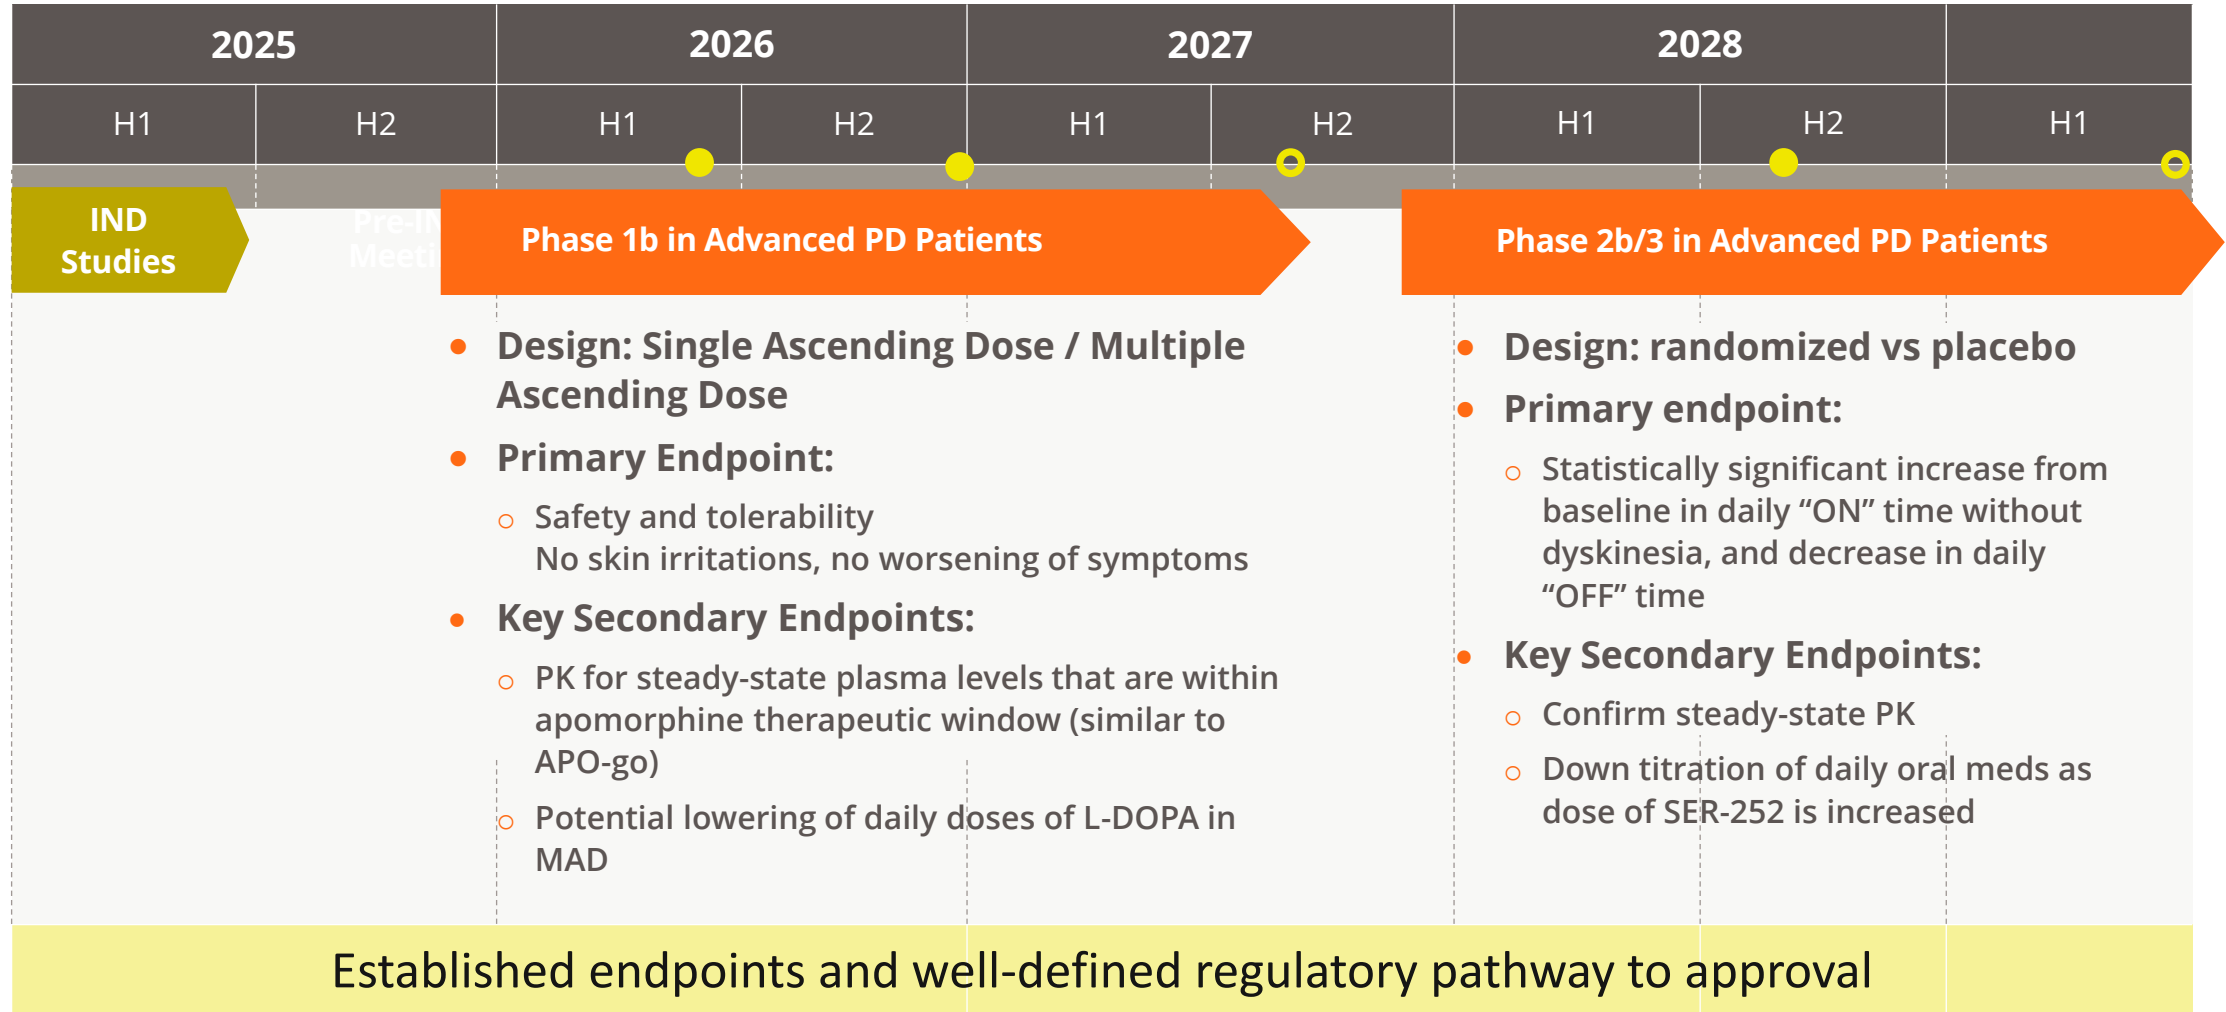 2025
2026
2027
2028
H1
H2
H1
H2
H1
H2
H1
H2
H1
IND
Studies
Phase 1b in Advanced PD Patients
Phase 2b/3 in Advanced PD Patients
• Design: Single Ascending Dose / Multiple
Ascending Dose
• Primary Endpoint:
o Safety and tolerability
No skin irritations, no worsening of symptoms
• Key Secondary Endpoints:
o PK for steady-state plasma levels that are within
apomorphine therapeutic window (similar to
APO-go)
o Potential lowering of daily doses of L-DOPA in
MAD
• Design: randomized vs placebo
• Primary endpoint:
o Statistically significant increase from
baseline in daily “ON” time without
dyskinesia, and decrease in daily
“OFF” time
• Key Secondary Endpoints:
o Confirm steady-state PK
o Down titration of daily oral meds as
dose of SER-252 is increased
Established endpoints and well-defined regulatory pathway to approval